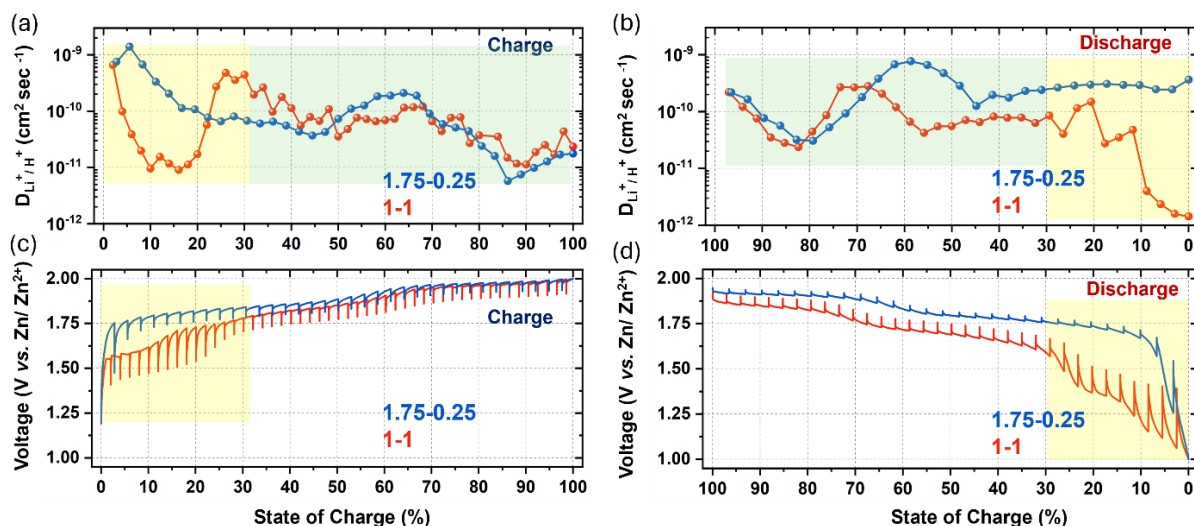 (a)
Charge
D Li⁺/H⁺ (cm² sec ⁻¹)
10⁻⁹
10⁻¹⁰
10⁻¹¹
10⁻¹²
1.75-0.25
1-1
0 10 20 30 40 50 60 70 80 90 100
(b)
Discharge
D Li⁺/H⁺ (cm² sec ⁻¹)
10⁻⁹
10⁻¹⁰
10⁻¹¹
10⁻¹²
1.75-0.25
1-1
100 90 80 70 60 50 40 30 20 10 0
(c)
Voltage (V vs. Zn/ Zn²⁺)
2.00
1.75
1.50
1.25
1.00
Charge
1.75-0.25
1-1
0 10 20 30 40 50 60 70 80 90 100
State of Charge (%)
(d)
Voltage (V vs. Zn/ Zn²⁺)
2.00
1.75
1.50
1.25
1.00
Discharge
1.75-0.25
1-1
100 90 80 70 60 50 40 30 20 10 0
State of Charge (%)